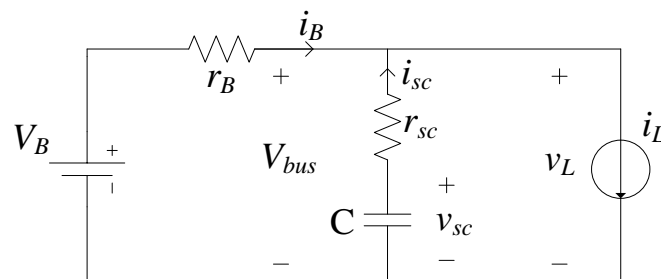 i_B
r_B
+ i_sc +
r_sc
V_B + V_bus v_L i_L
− + 
C v_sc
− − −